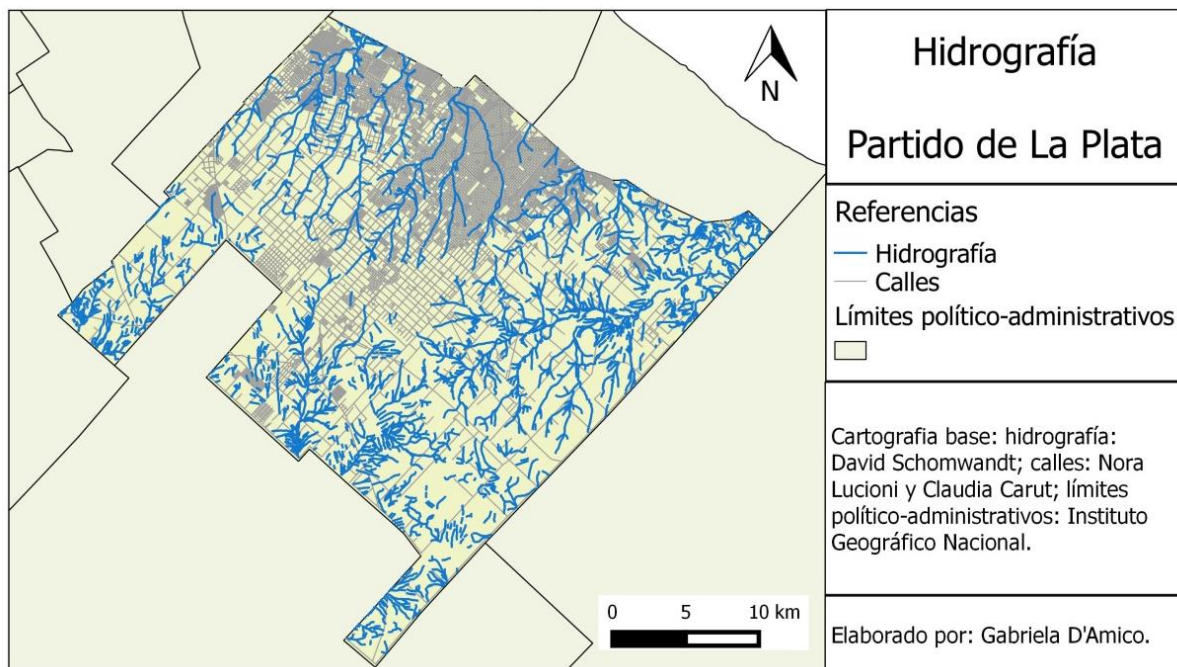 Hidrografía
Partido de La Plata
N
Referencias
Hidrografía
Calles
Límites político-administrativos
Cartografia base: hidrografía:
David Schomwandt; calles: Nora
Lucioni y Claudia Carut; límites
político-administrativos: Instituto
Geográfico Nacional.
0 5 10 km
Elaborado por: Gabriela D'Amico.